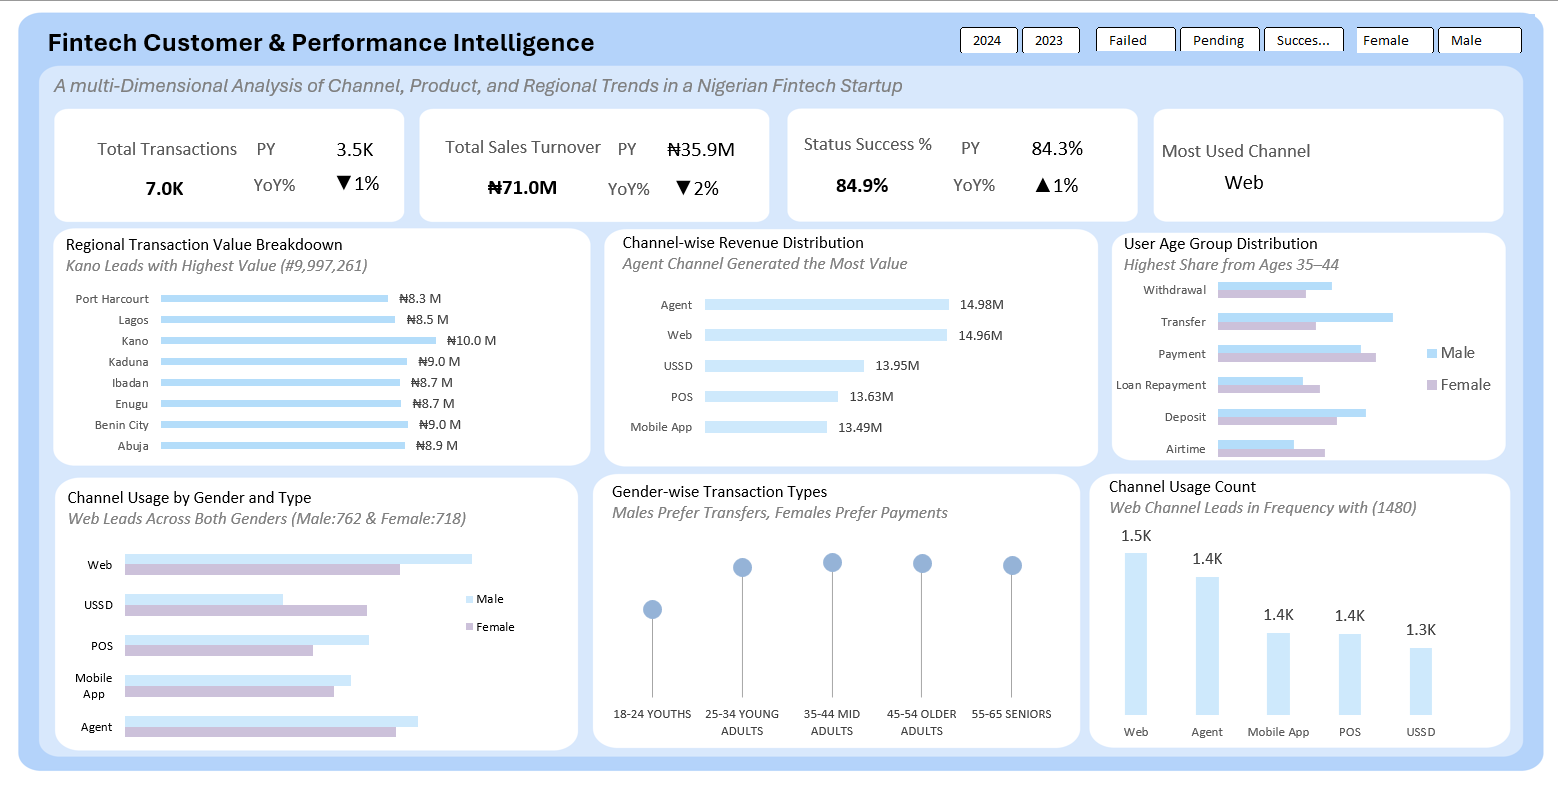 Fintech Customer & Performance Intelligence
2024
2023
Failed
Pending
Succes...
Female
Male
A multi-Dimensional Analysis of Channel, Product, and Regional Trends in a Nigerian Fintech Startup
Total Transactions
PY
3.5K
7.0K
YoY%
▼1%
Total Sales Turnover
PY
₦35.9M
₦71.0M
YoY%
▼2%
Status Success %
PY
84.3%
84.9%
YoY%
▲1%
Most Used Channel
Web
Regional Transaction Value Breakdoown
Kano Leads with Highest Value (#9,997,261)
Port Harcourt
₦8.3 M
Lagos
₦8.5 M
Kano
₦10.0 M
Kaduna
₦9.0 M
Ibadan
₦8.7 M
Enugu
₦8.7 M
Benin City
₦9.0 M
Abuja
₦8.9 M
Channel-wise Revenue Distribution
Agent Channel Generated the Most Value
Agent
14.98M
Web
14.96M
USSD
13.95M
POS
13.63M
Mobile App
13.49M
User Age Group Distribution
Highest Share from Ages 35–44
Withdrawal
Transfer
Payment
Loan Repayment
Deposit
Airtime
Male
Female
Channel Usage by Gender and Type
Web Leads Across Both Genders (Male:762 & Female:718)
Web
USSD
POS
Mobile
App
Agent
Male
Female
Gender-wise Transaction Types
Males Prefer Transfers, Females Prefer Payments
18-24 YOUTHS
25-34 YOUNG
ADULTS
35-44 MID
ADULTS
45-54 OLDER
ADULTS
55-65 SENIORS
Channel Usage Count
Web Channel Leads in Frequency with (1480)
1.5K
1.4K
1.4K
1.4K
1.3K
Web
Agent
Mobile App
POS
USSD